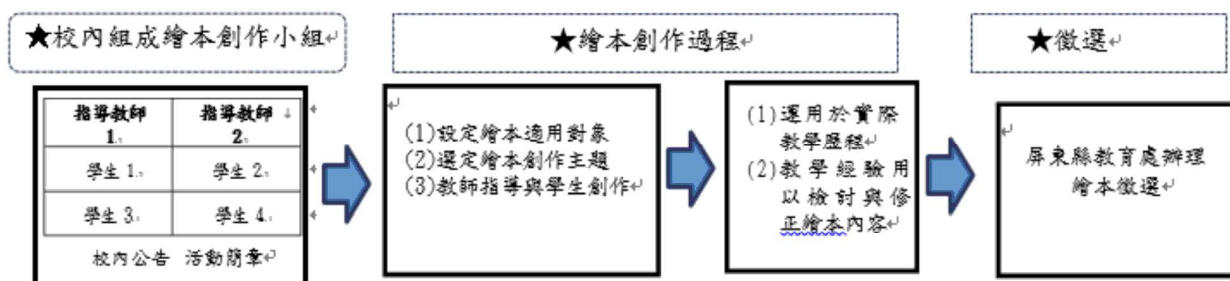 ★校內組成繪本創作小組
★繪本創作過程
★徵選
指導教師
1.
指導教師
2.
學生 1.
學生 2.
學生 3.
學生 4.
校內公告 活動簡章
(1)設定繪本適用對象
(2)選定繪本創作主題
(3)教師指導與學生創作
(1)運用於實際
教學歷程
(2)教學經驗用
以檢討與修
正繪本內容
屏東縣教育處辦理
繪本徵選